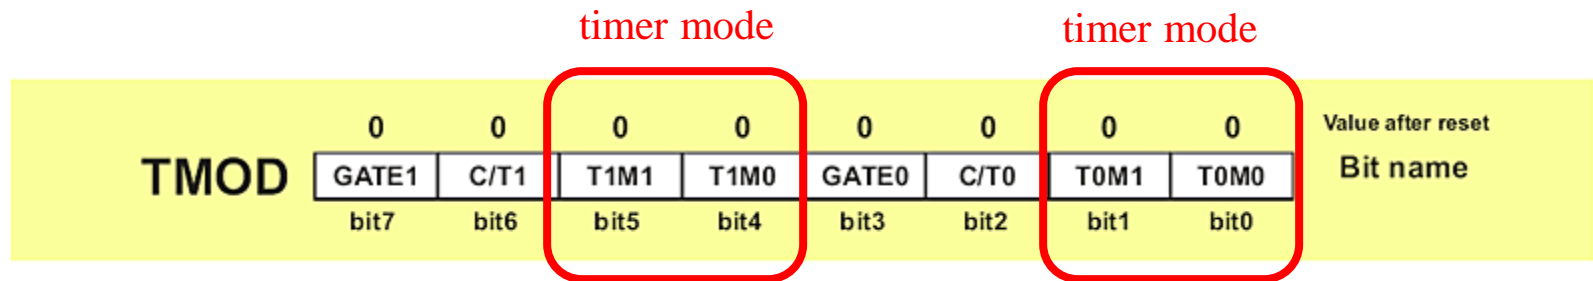 timer mode timer mode
0 0 0 0 0 0 0 0 Value after reset
TMOD GATE1 C/T1 T1M1 T1M0 GATE0 C/T0 T0M1 T0M0 Bit name
bit7 bit6 bit5 bit4 bit3 bit2 bit1 bit0